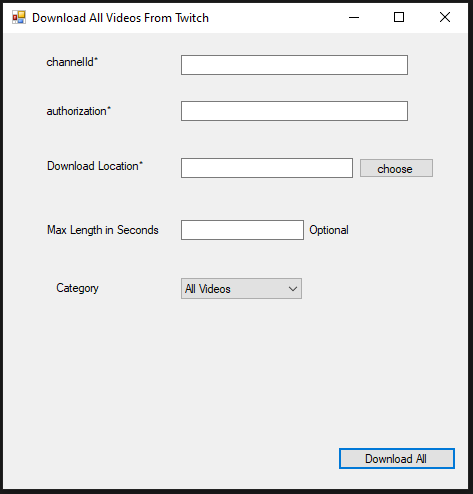 Download All Videos From Twitch
channelId*
authorization*
Download Location*
choose
Max Length in Seconds
Optional
Category
All Videos
Download All